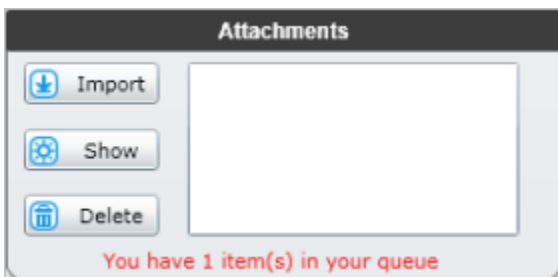 Attachments
Import
Show
Delete
You have 1 item(s) in your queue